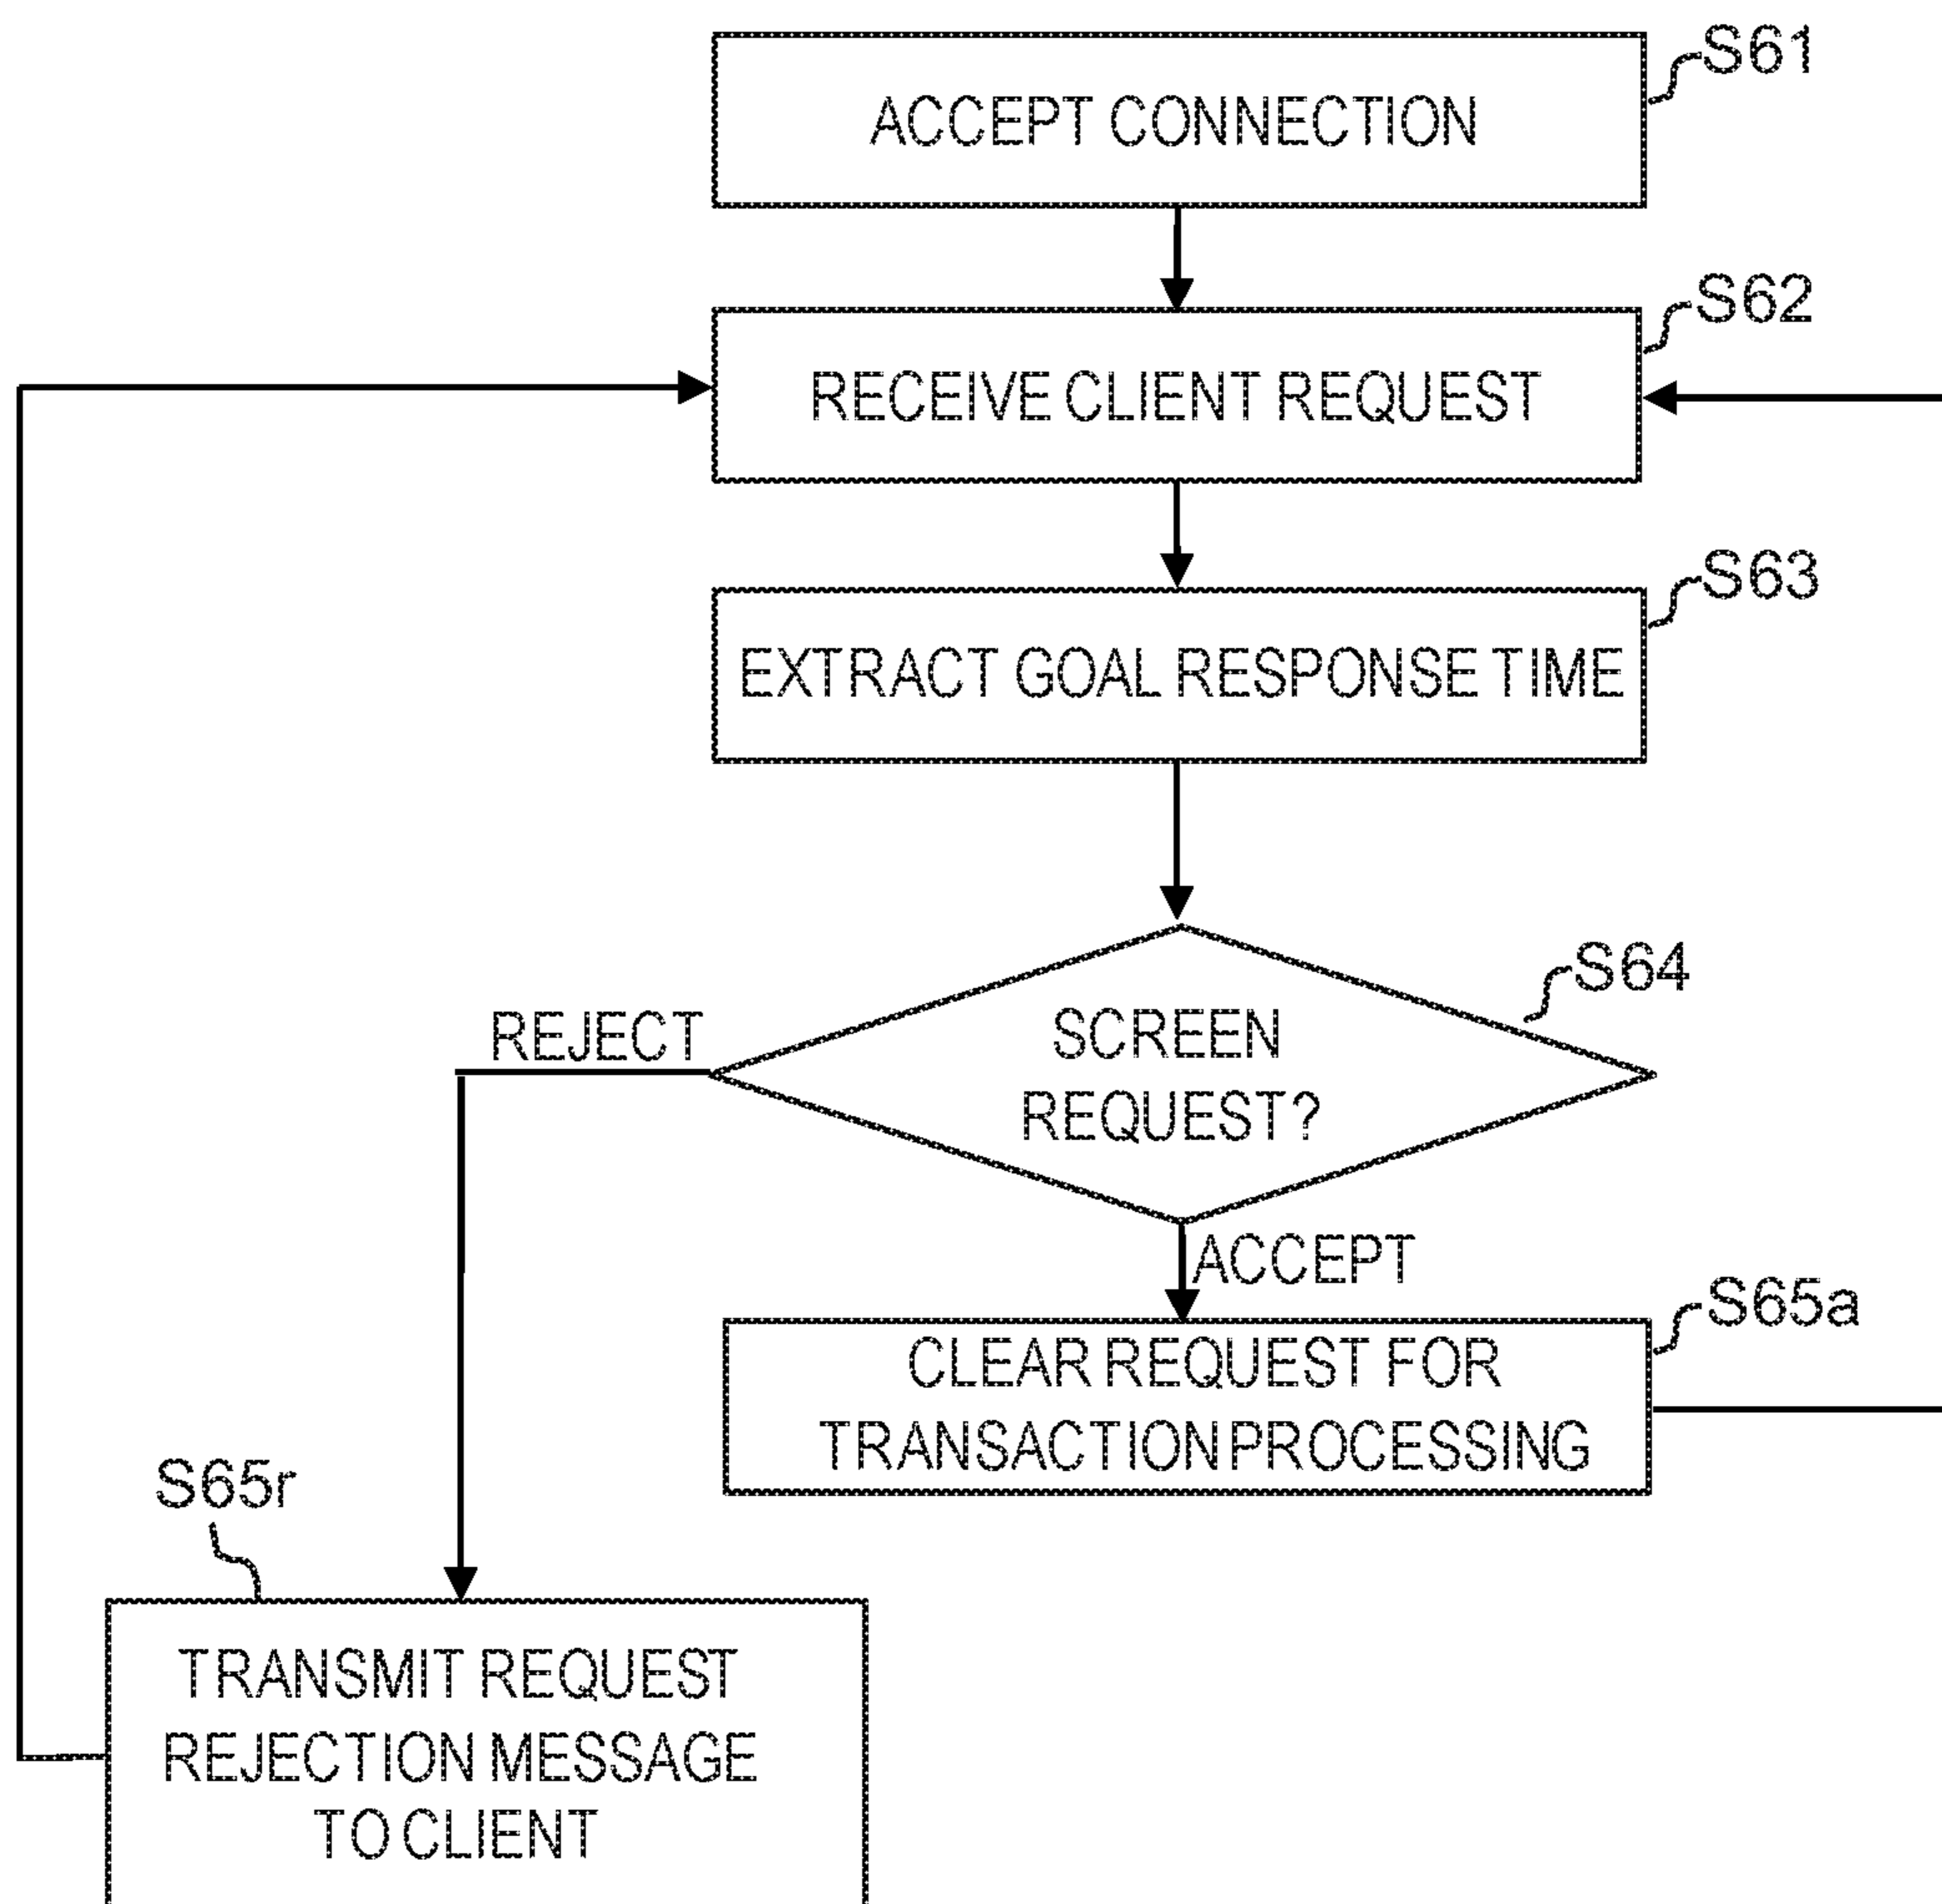 S61
ACCEPT CONNECTION
S62
RECEIVE CLIENT REQUEST
S63
EXTRACT GOAL RESPONSE TIME
S64
SCREEN
REQUEST?
REJECT
ACCEPT
S65a
CLEAR REQUEST FOR
TRANSACTION PROCESSING
S65r
TRANSMIT REQUEST
REJECTION MESSAGE
TO CLIENT